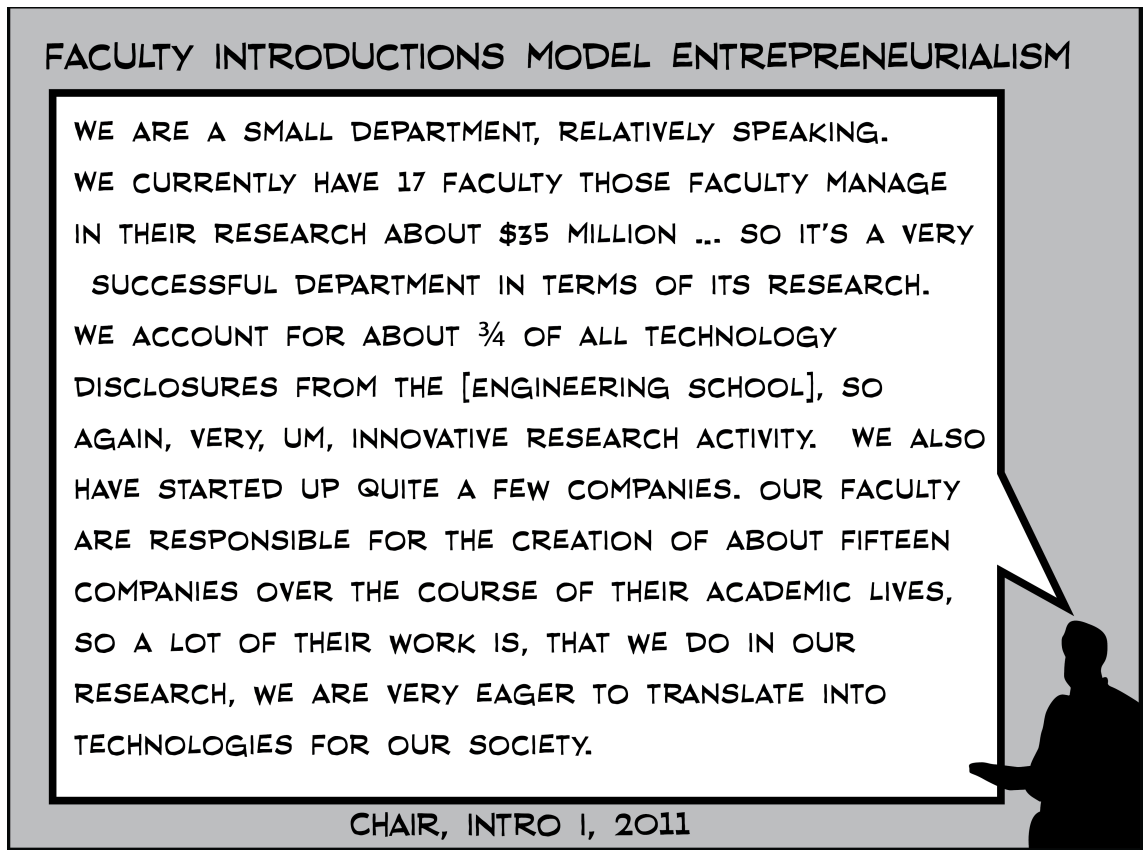 FACULTY INTRODUCTIONS MODEL ENTREPRENEURIALISM
WE ARE A SMALL DEPARTMENT, RELATIVELY SPEAKING.
WE CURRENTLY HAVE 17 FACULTY THOSE FACULTY MANAGE
IN THEIR RESEARCH ABOUT $35 MILLION ... SO IT'S A VERY
SUCCESSFUL DEPARTMENT IN TERMS OF ITS RESEARCH.
WE ACCOUNT FOR ABOUT ¾ OF ALL TECHNOLOGY
DISCLOSURES FROM THE [ENGINEERING SCHOOL], SO
AGAIN, VERY, UM, INNOVATIVE RESEARCH ACTIVITY. WE ALSO
HAVE STARTED UP QUITE A FEW COMPANIES. OUR FACULTY
ARE RESPONSIBLE FOR THE CREATION OF ABOUT FIFTEEN
COMPANIES OVER THE COURSE OF THEIR ACADEMIC LIVES,
SO A LOT OF THEIR WORK IS, THAT WE DO IN OUR
RESEARCH, WE ARE VERY EAGER TO TRANSLATE INTO
TECHNOLOGIES FOR OUR SOCIETY.
CHAIR, INTRO 1, 2011